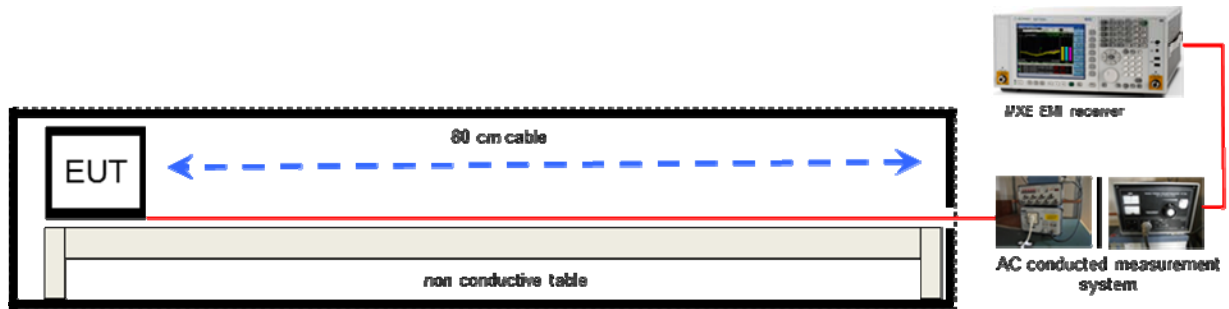 80 cm cable
EUT
MXE EMI receiver
non conductive table
AC conducted measurement
system